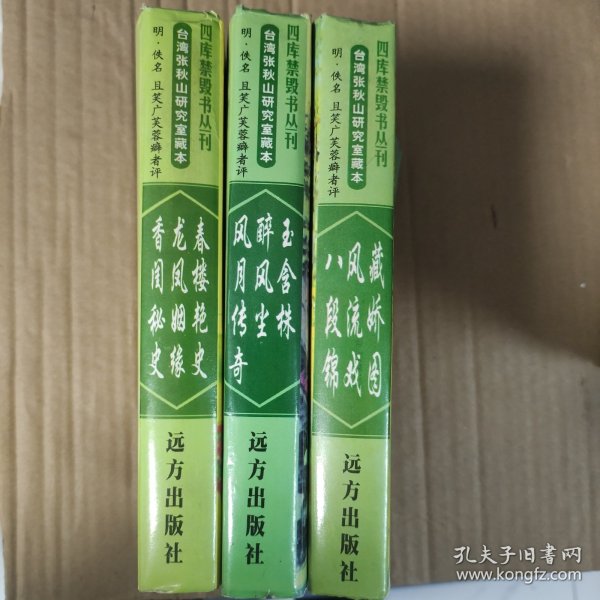 四库禁毁书丛刊
台湾张秋山研究室藏本
明·佚名 且笑广芙蓉癖者评
春楼艳史
龙凤姻缘
香闺秘史
远方出版社
四库禁毁书丛刊
台湾张秋山研究室藏本
明·佚名 且笑广芙蓉癖者评
玉含株
醉风尘
风月传奇
远方出版社
四库禁毁书丛刊
台湾张秋山研究室藏本
明·佚名 且笑广芙蓉癖者评
藏娇图
风流戏
八段锦
远方出版社
孔夫子旧书网
www.kongfz.com